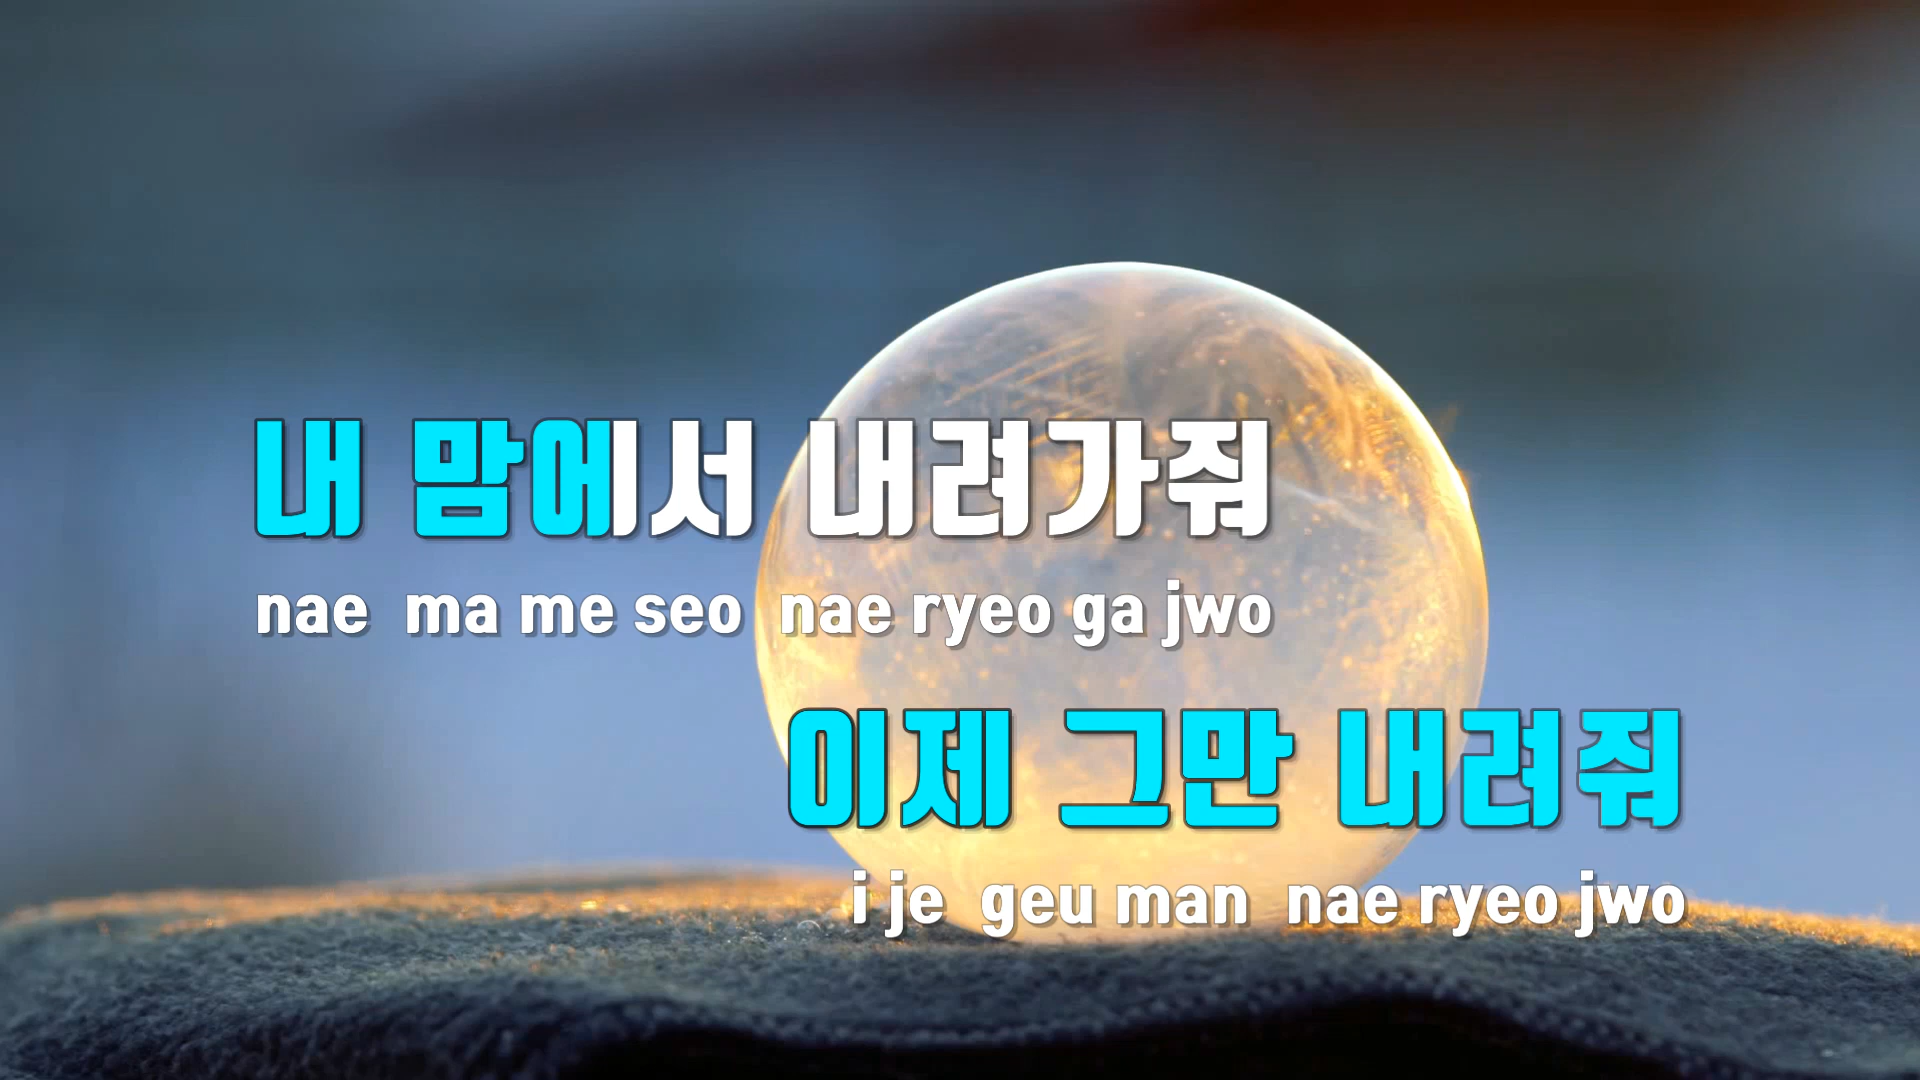 내 맘에서 내려가줘
nae ma me seo nae ryeo ga jwo
이제 그만 내려줘
i je geu man nae ryeo jwo